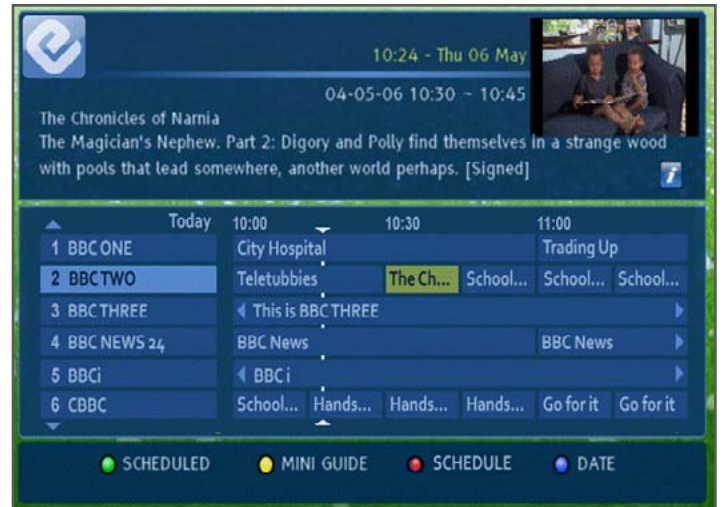 10:24 - Thu 06 May
04-05-06 10:30 ~ 10:45
The Chronicles of Narnia
The Magician's Nephew. Part 2: Digory and Polly find themselves in a strange wood
with pools that lead somewhere, another world perhaps. [Signed]
Today 10:00 10:30 11:00
1 BBC ONE City Hospital Trading Up
2 BBC TWO Teletubbies The Ch... School... School... School...
3 BBC THREE This is BBC THREE
4 BBC NEWS 24 BBC News BBC News
5 BBCi BBC i
6 CBBC School... Hands... Hands... Hands... Go for it Go for it
SCHEDULED MINI GUIDE SCHEDULE DATE